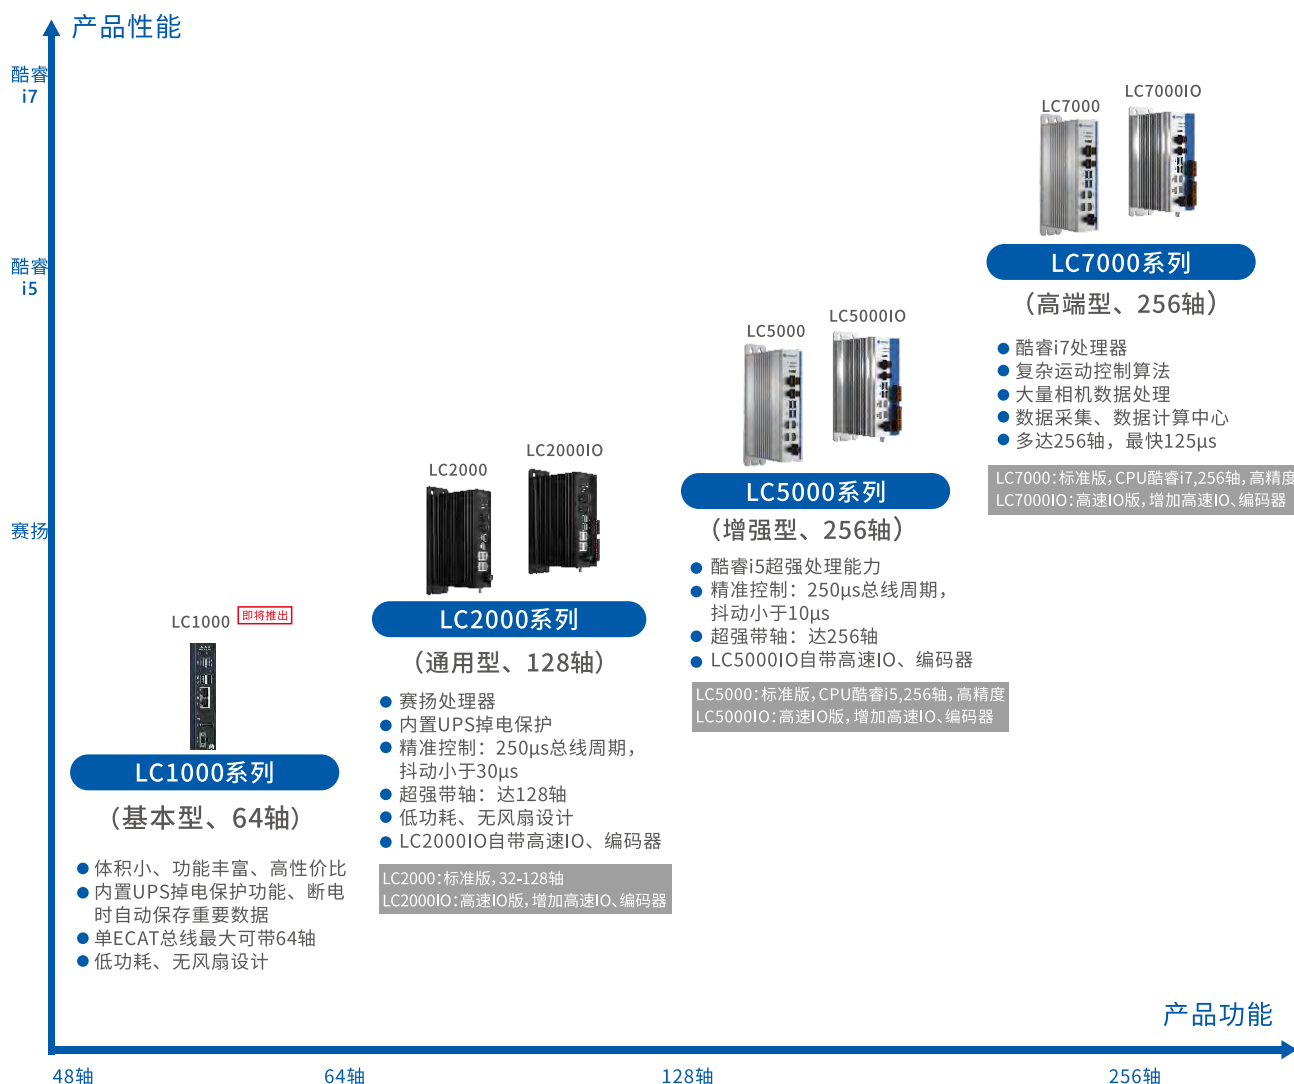 产品性能
酷睿
i7
酷睿
i5
赛扬
LC7000
LC7000IO
LC7000系列
（高端型、256轴）
酷睿i7处理器
复杂运动控制算法
大量相机数据处理
数据采集、数据计算中心
多达256轴，最快125μs
LC7000：标准版，CPU酷睿i7,256轴，高精度
LC7000IO：高速IO版，增加高速IO、编码器
LC5000
LC5000IO
LC5000系列
（增强型、256轴）
酷睿i5超强处理能力
精准控制：250μs总线周期，
抖动小于10μs
超强带轴：达256轴
LC5000IO自带高速IO、编码器
LC5000：标准版，CPU酷睿i5,256轴，高精度
LC5000IO：高速IO版，增加高速IO、编码器
LC2000
LC2000IO
LC2000系列
（通用型、128轴）
赛扬处理器
内置UPS掉电保护
精准控制：250μs总线周期，
抖动小于30μs
超强带轴：达128轴
低功耗、无风扇设计
LC2000IO自带高速IO、编码器
LC2000：标准版，32-128轴
LC2000IO：高速IO版，增加高速IO、编码器
LC1000
即将推出
LC1000系列
（基本型、64轴）
体积小、功能丰富、高性价比
内置UPS掉电保护功能、断电
时自动保存重要数据
单ECAT总线最大可带64轴
低功耗、无风扇设计
产品功能
48轴
64轴
128轴
256轴